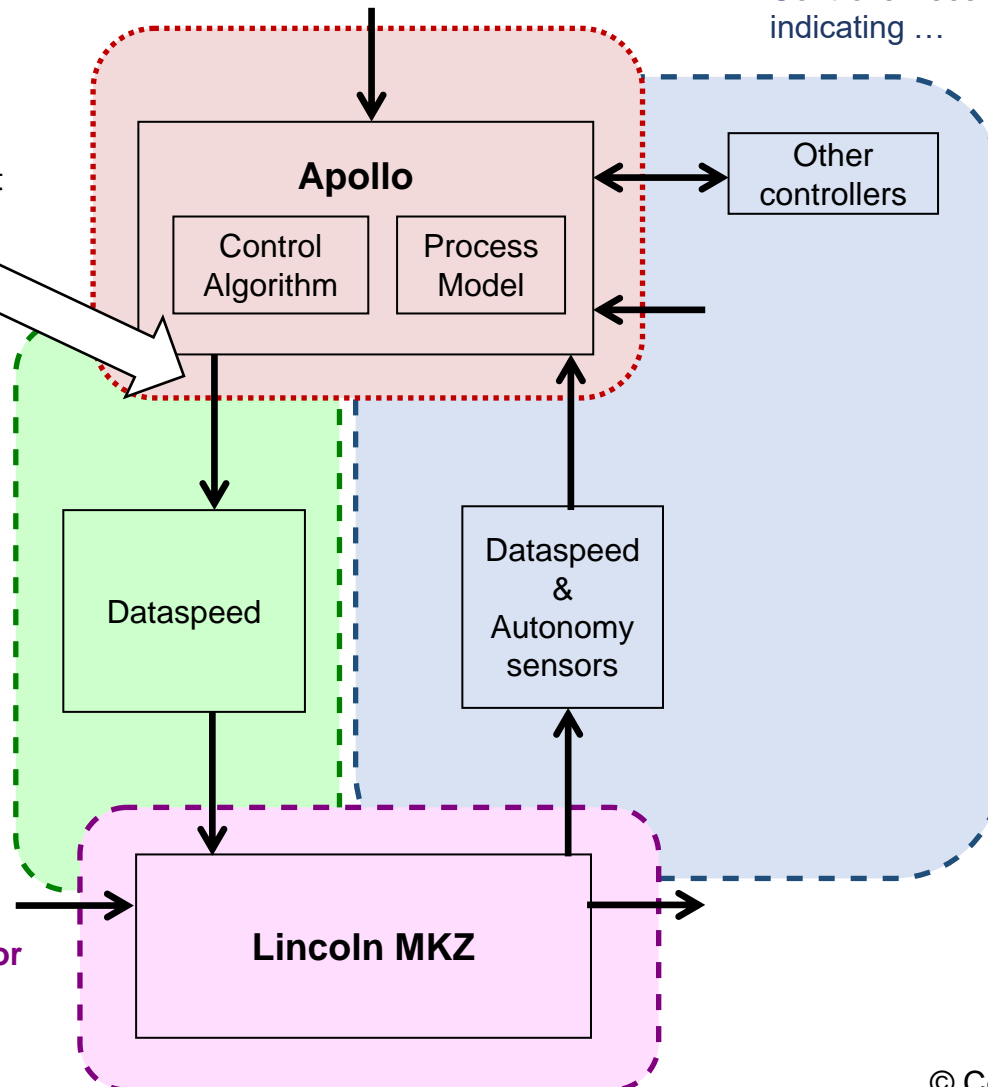 indicating …
Apollo
Control
Algorithm
Process
Model
Other
controllers
Dataspeed
Dataspeed
&
Autonomy
sensors
or
Lincoln MKZ
©